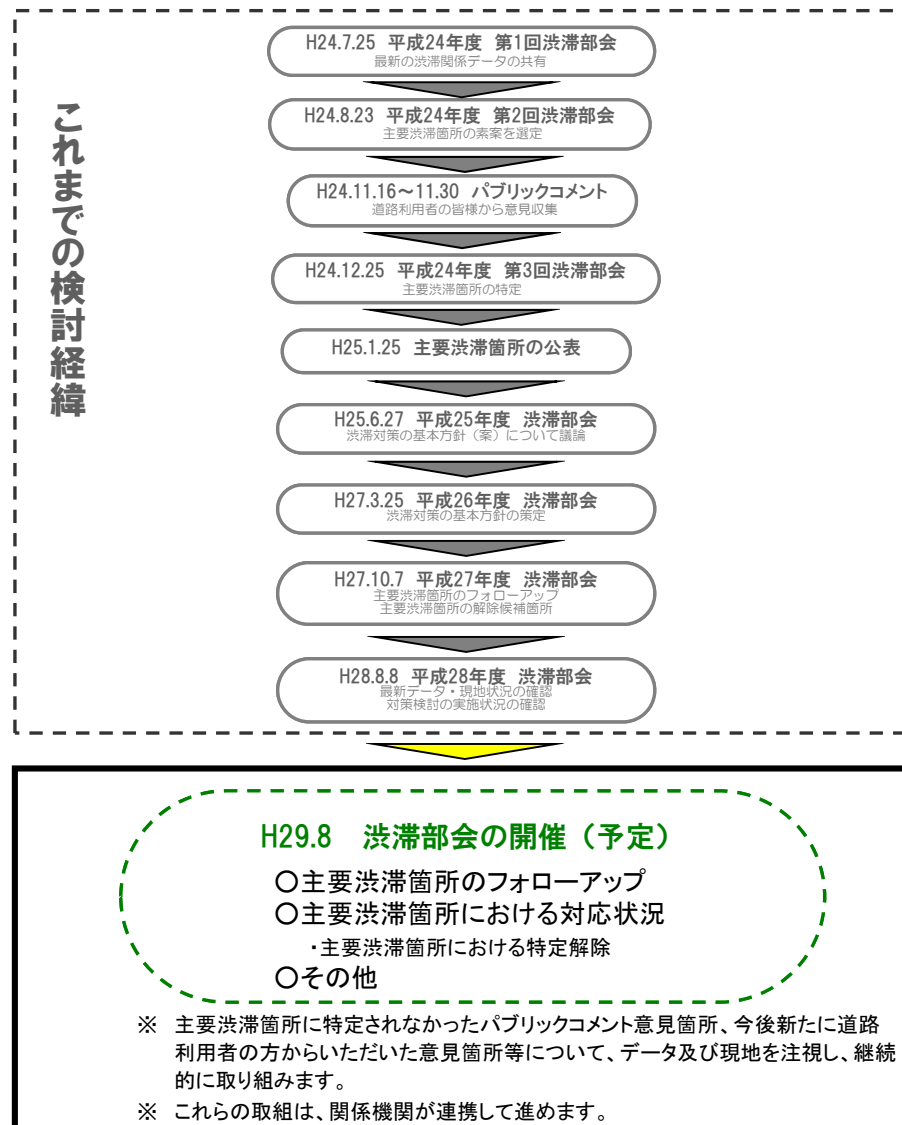 これまでの検討経緯
H24.7.25 平成24年度 第1回渋滞部会
最新の渋滞関係データの共有
H24.8.23 平成24年度 第2回渋滞部会
主要渋滞箇所の素案を選定
H24.11.16～11.30 パブリックコメント
道路利用者の皆様から意見収集
H24.12.25 平成24年度 第3回渋滞部会
主要渋滞箇所の特定
H25.1.25 主要渋滞箇所の公表
H25.6.27 平成25年度 渋滞部会
渋滞対策の基本方針（案）について議論
H27.3.25 平成26年度 渋滞部会
渋滞対策の基本方針の策定
H27.10.7 平成27年度 渋滞部会
主要渋滞箇所のフォローアップ
主要渋滞箇所の解除候補箇所
H28.8.8 平成28年度 渋滞部会
最新データ・現地状況の確認
対策検討の実施状況の確認
H29.8 渋滞部会の開催（予定）
〇主要渋滞箇所のフォローアップ
〇主要渋滞箇所における対応状況
・主要渋滞箇所における特定解除
〇その他
※ 主要渋滞箇所に特定されなかったパブリックコメント意見箇所、今後新たに道路
利用者の方からいただいた意見箇所等について、データ及び現地を注視し、継続
的に取り組みます。
※ これらの取組は、関係機関が連携して進めます。